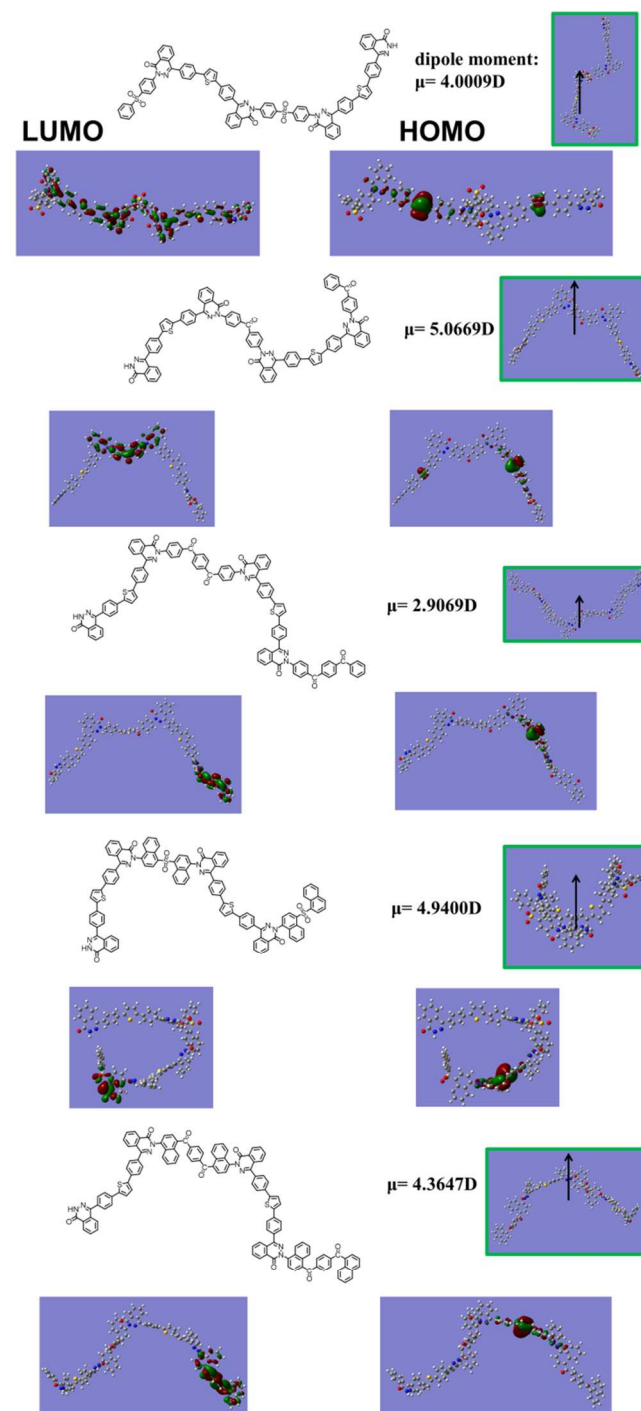 dipole moment:
μ= 4.0009D
LUMO
HOMO
μ= 5.0669D
μ= 2.9069D
μ= 4.9400D
μ= 4.3647D